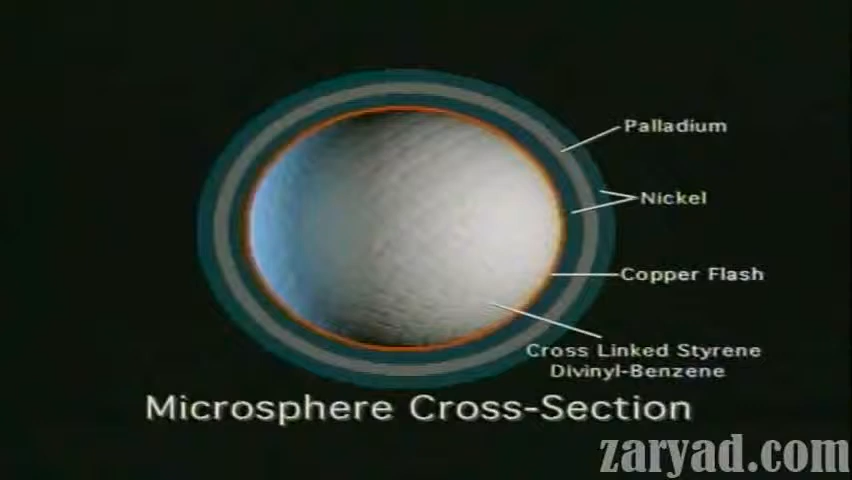 Palladium
Nickel
Copper Flash
Cross Linked Styrene
Divinyl-Benzene
Microsphere Cross-Section
zaryad.com